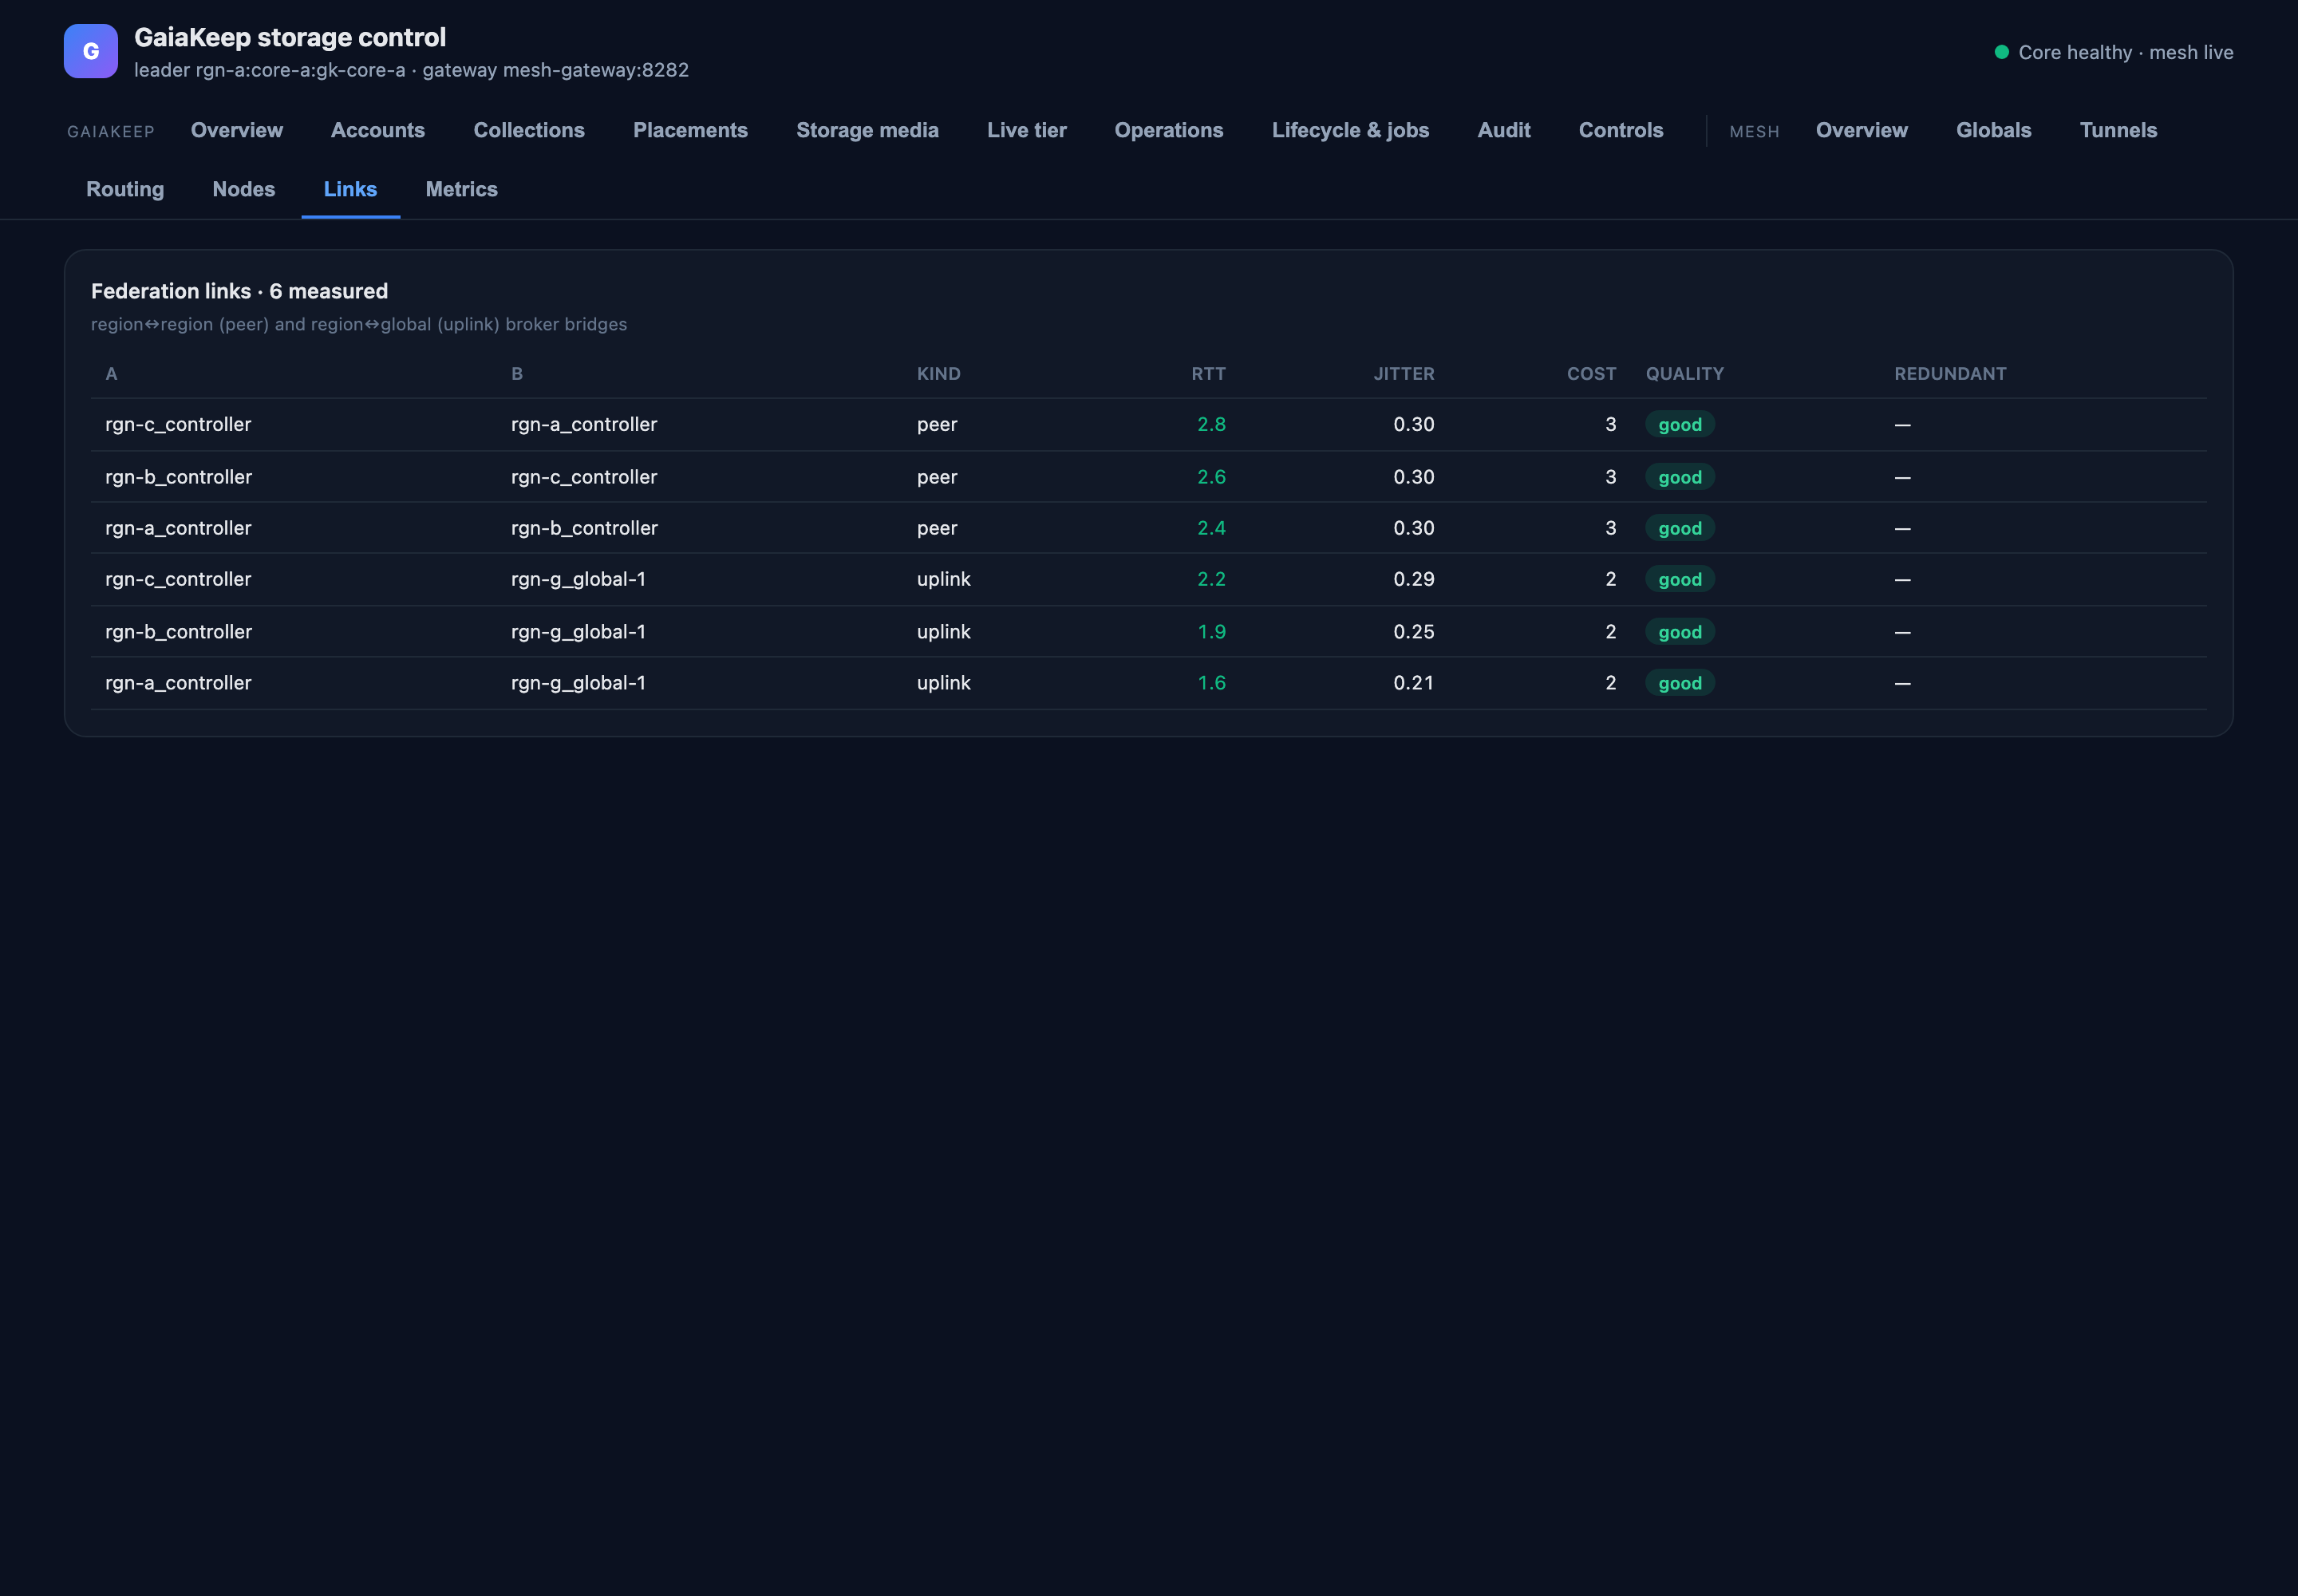 G
GaiaKeep storage control
leader rgn-a:core-a:gk-core-a · gateway mesh-gateway:8282
Core healthy · mesh live
GAIAKEEP Overview Accounts Collections Placements Storage media Live tier Operations Lifecycle & jobs Audit Controls MESH Overview Globals Tunnels
Routing Nodes Links Metrics
Federation links · 6 measured
region↔region (peer) and region↔global (uplink) broker bridges
A B KIND RTT JITTER COST QUALITY REDUNDANT
rgn-c_controller rgn-a_controller peer 2.8 0.30 3 good —
rgn-b_controller rgn-c_controller peer 2.6 0.30 3 good —
rgn-a_controller rgn-b_controller peer 2.4 0.30 3 good —
rgn-c_controller rgn-g_global-1 uplink 2.2 0.29 2 good —
rgn-b_controller rgn-g_global-1 uplink 1.9 0.25 2 good —
rgn-a_controller rgn-g_global-1 uplink 1.6 0.21 2 good —